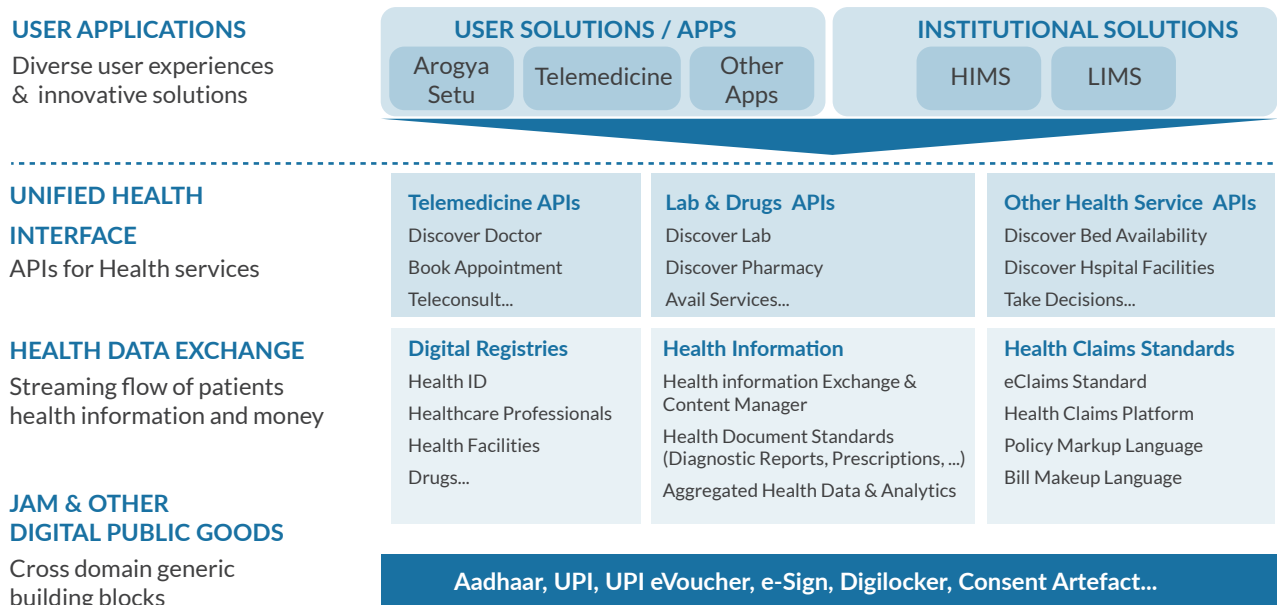 USER APPLICATIONS
Diverse user experiences
& innovative solutions
USER SOLUTIONS / APPS
Arogya
Setu
Telemedicine
Other
Apps
INSTITUTIONAL SOLUTIONS
HIMS
LIMS
UNIFIED HEALTH
INTERFACE
APIs for Health services
Telemedicine APIs
Discover Doctor
Book Appointment
Teleconsult...
Lab & Drugs APIs
Discover Lab
Discover Pharmacy
Avail Services...
Other Health Service APIs
Discover Bed Availability
Discover Hspital Facilities
Take Decisions...
HEALTH DATA EXCHANGE
Streaming flow of patients
health information and money
Digital Registries
Health ID
Healthcare Professionals
Health Facilities
Drugs...
Health Information
Health information Exchange &
Content Manager
Health Document Standards
(Diagnostic Reports, Prescriptions, ...)
Aggregated Health Data & Analytics
Health Claims Standards
eClaims Standard
Health Claims Platform
Policy Markup Language
Bill Makeup Language
JAM & OTHER
DIGITAL PUBLIC GOODS
Cross domain generic
building blocks
Aadhaar, UPI, UPI eVoucher, e-Sign, Digilocker, Consent Artefact...